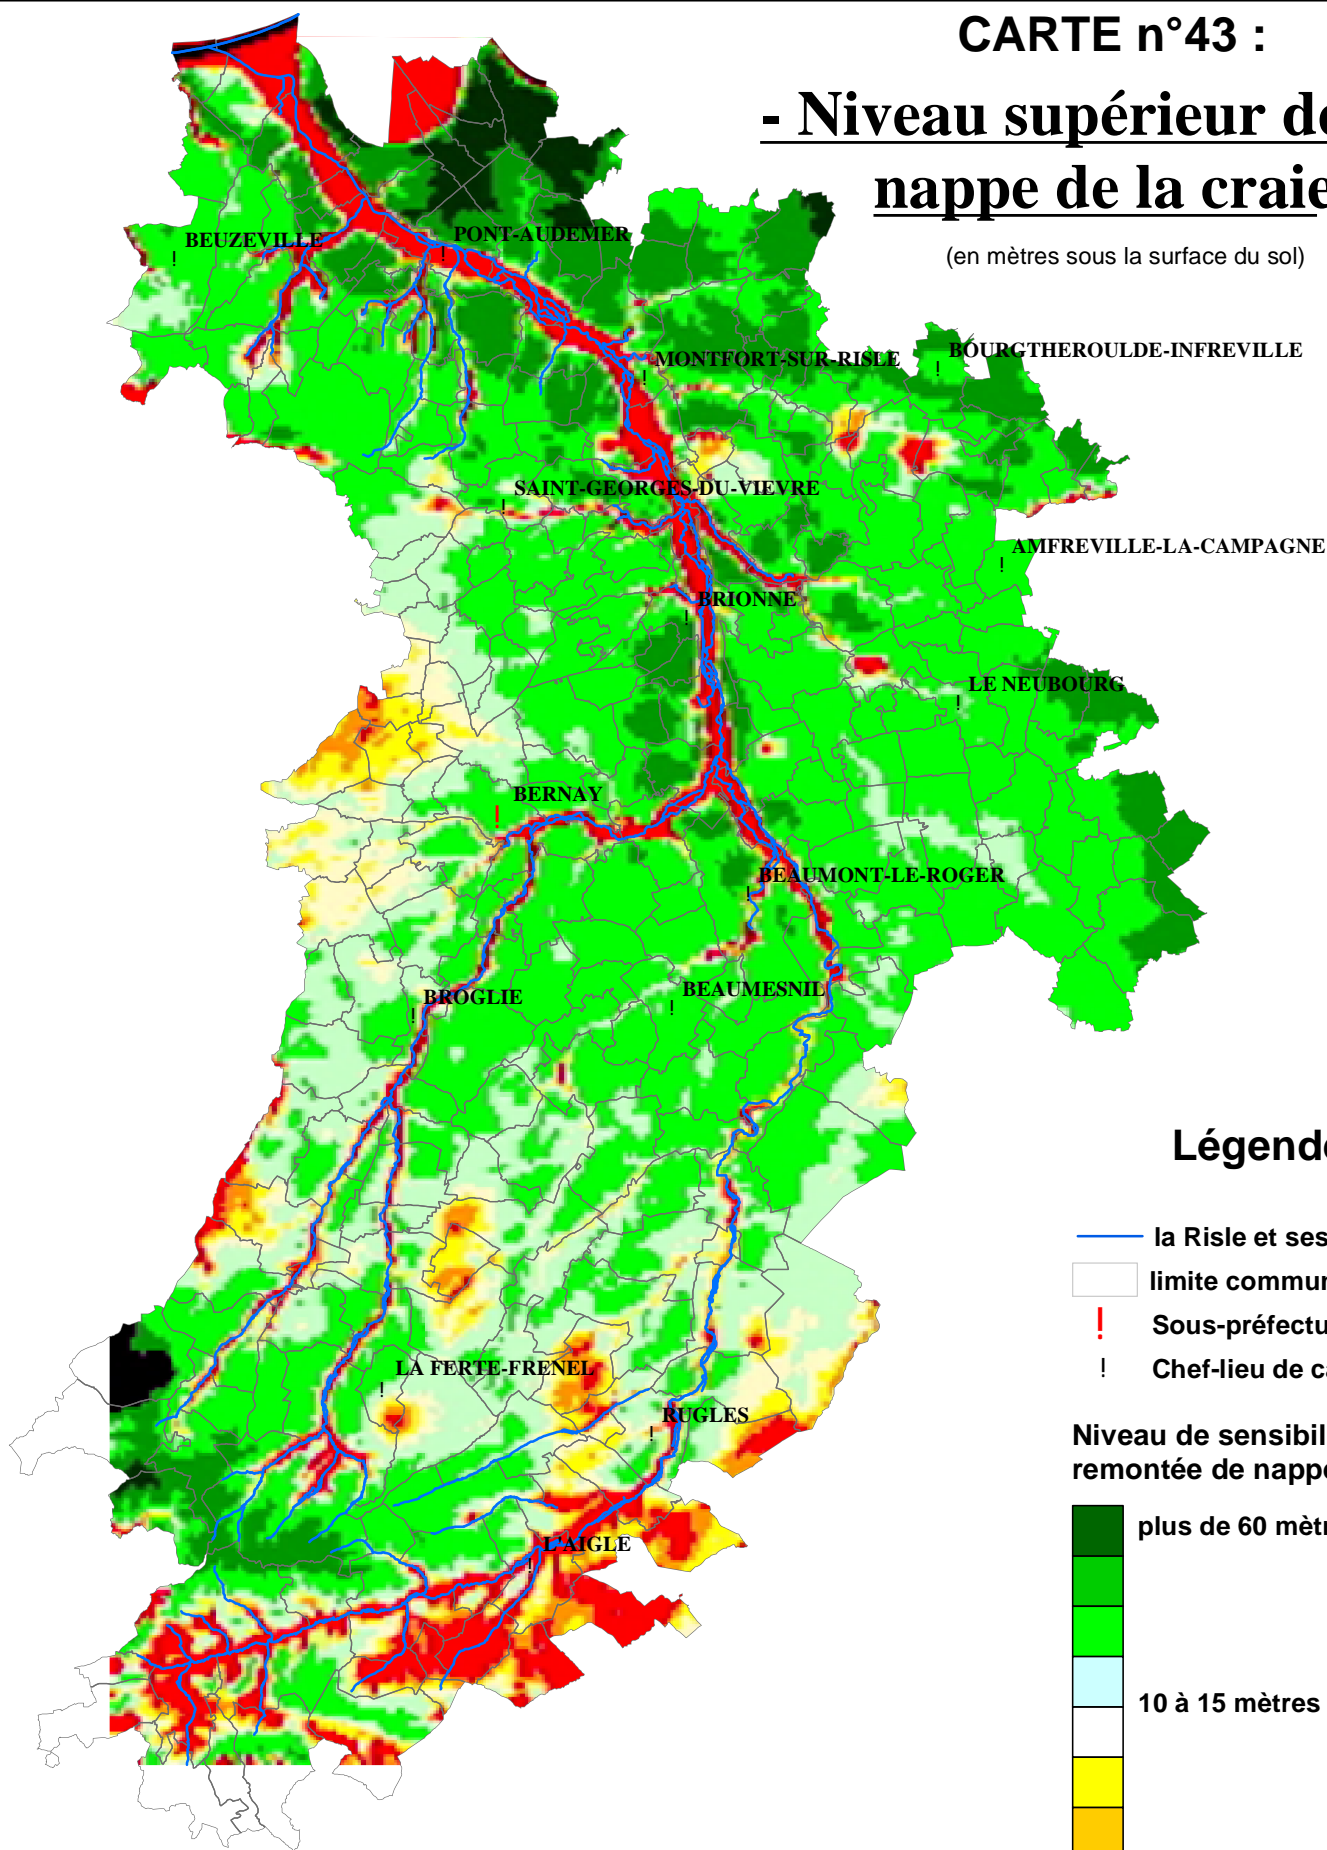 CARTE n°43 :
- Niveau supérieur de
nappe de la craie
(en mètres sous la surface du sol)
BEUZEVILLE
PONT-AUDEMER
MONTFORT-SUR-RISLE
BOURGTHEROULDE-INFREVILLE
SAINT-GEORGES-DU-VIEVRE
AMFREVILLE-LA-CAMPAGNE
BRIONNE
LE NEUBOURG
BERNAY
BEAUMONT-LE-ROGER
BROGLIE
BEAUMESNIL
LA FERTE-FRENEL
RUGLES
L'AIGLE
Légende
la Risle et ses
limite commun
Sous-préfectu
Chef-lieu de ca
Niveau de sensibil
remontée de nappe
plus de 60 mètr
10 à 15 mètres